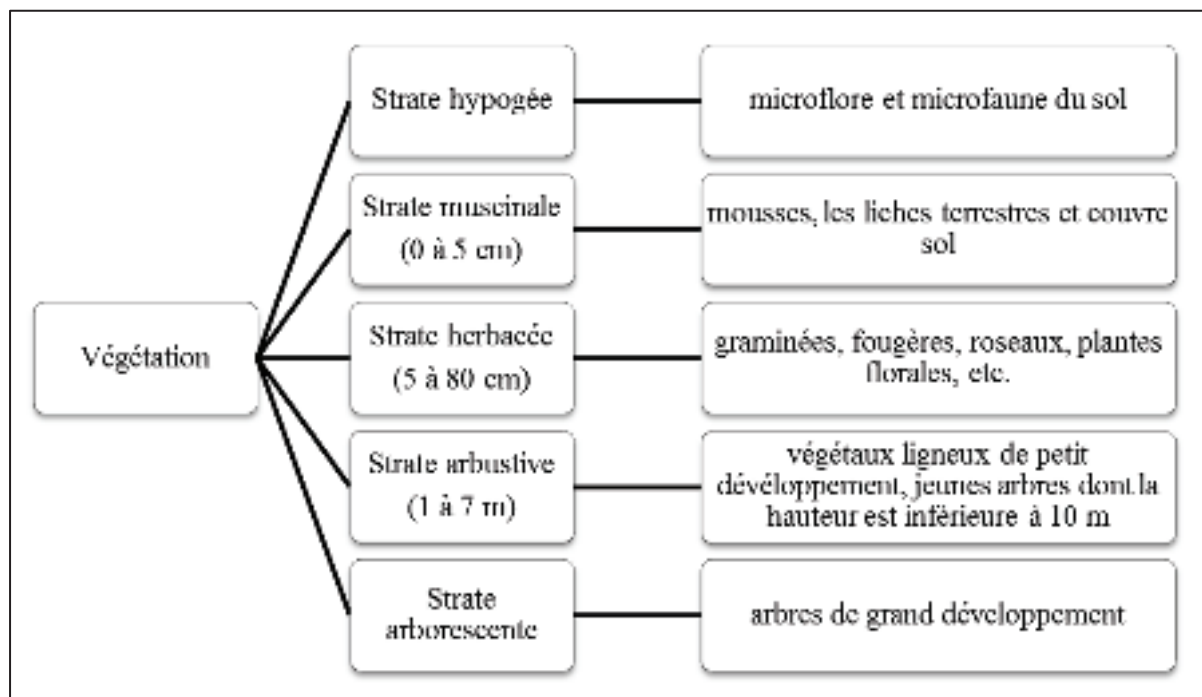 Végétation
Strate hypogée
microflore et microfaune du sol
Strate muscinale
(0 à 5 cm)
mousses, les liches terrestres et couvre
sol
Strate herbacée
(5 à 80 cm)
graminées, fougères, roseaux, plantes
florales, etc.
Strate arbustive
(1 à 7 m)
végétaux ligneux de petit
dévéloppement, jeunes arbres dont la
hauteur est inférieure à 10 m
Strate
arborescente
arbres de grand développement